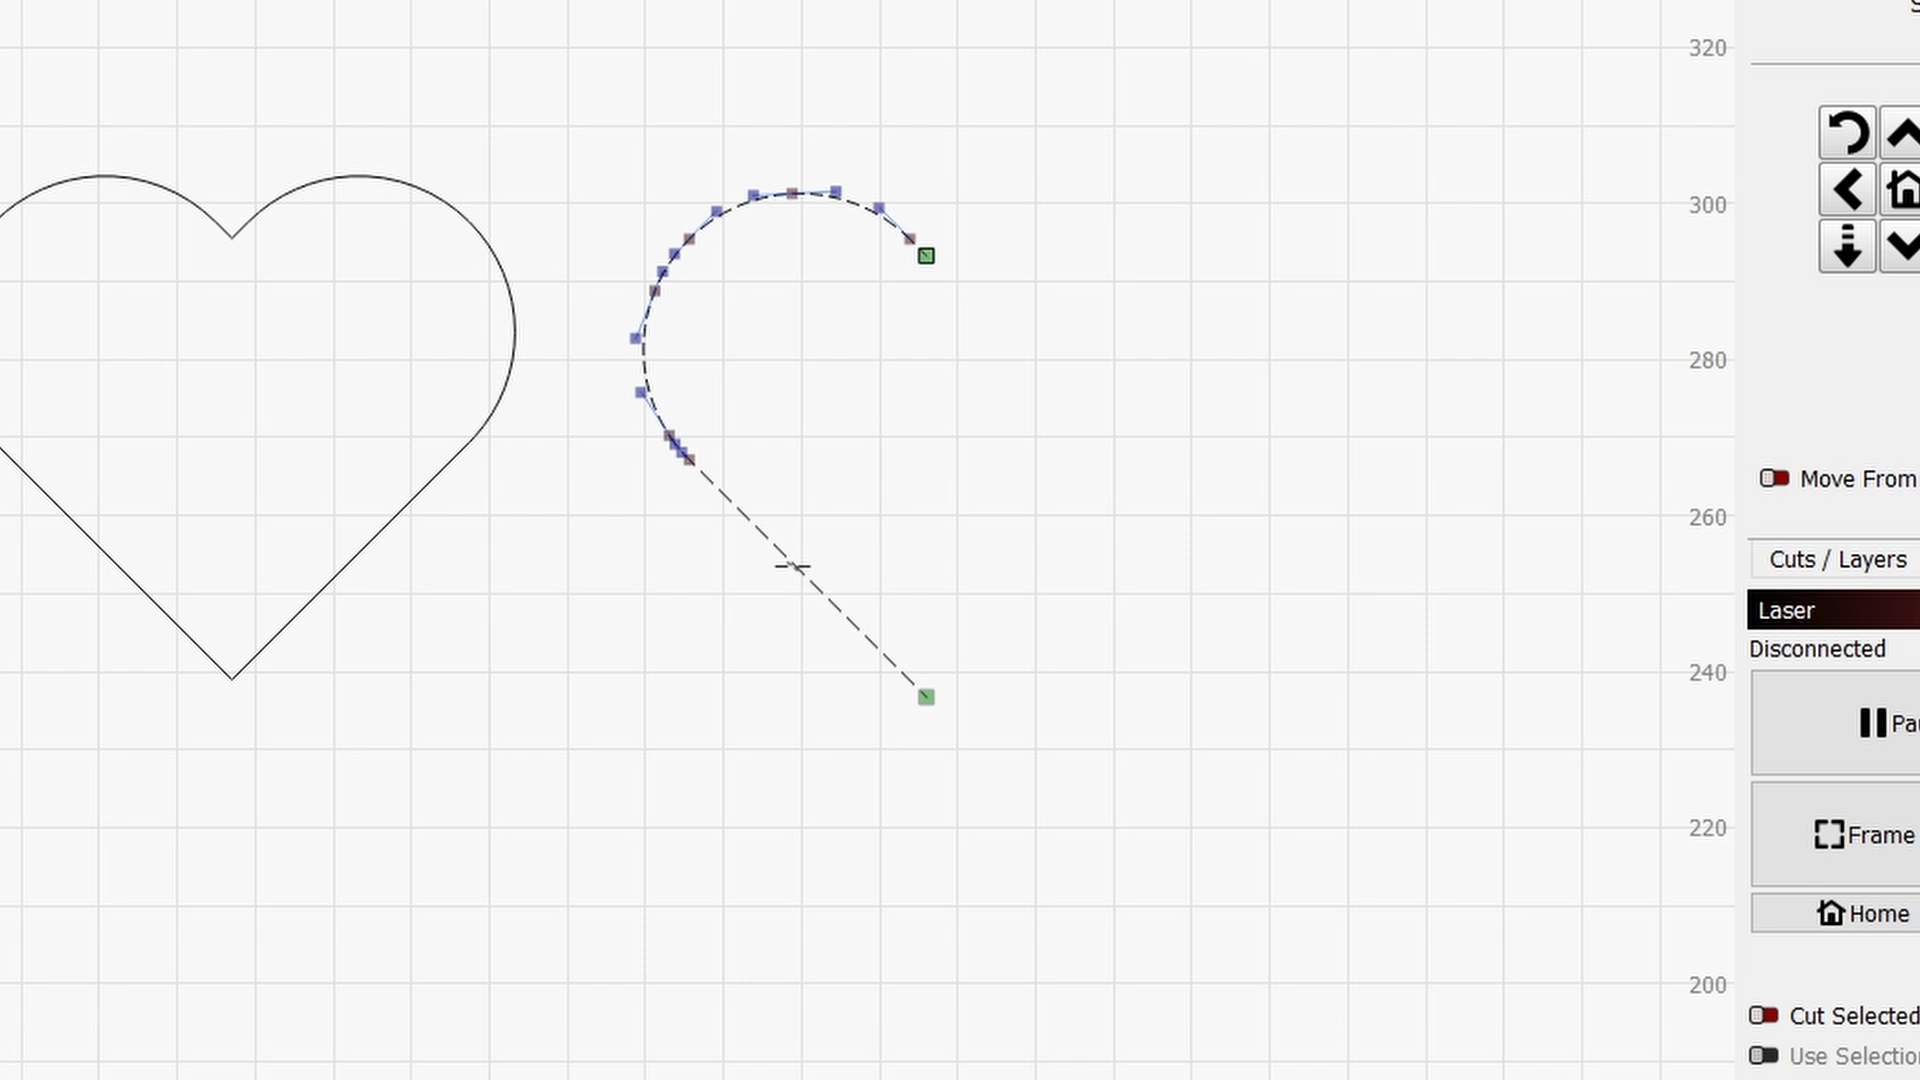 320
300
280
260
240
220
200
Move From
Cuts / Layers
Laser
Disconnected
Frame
Home
Cut Selected